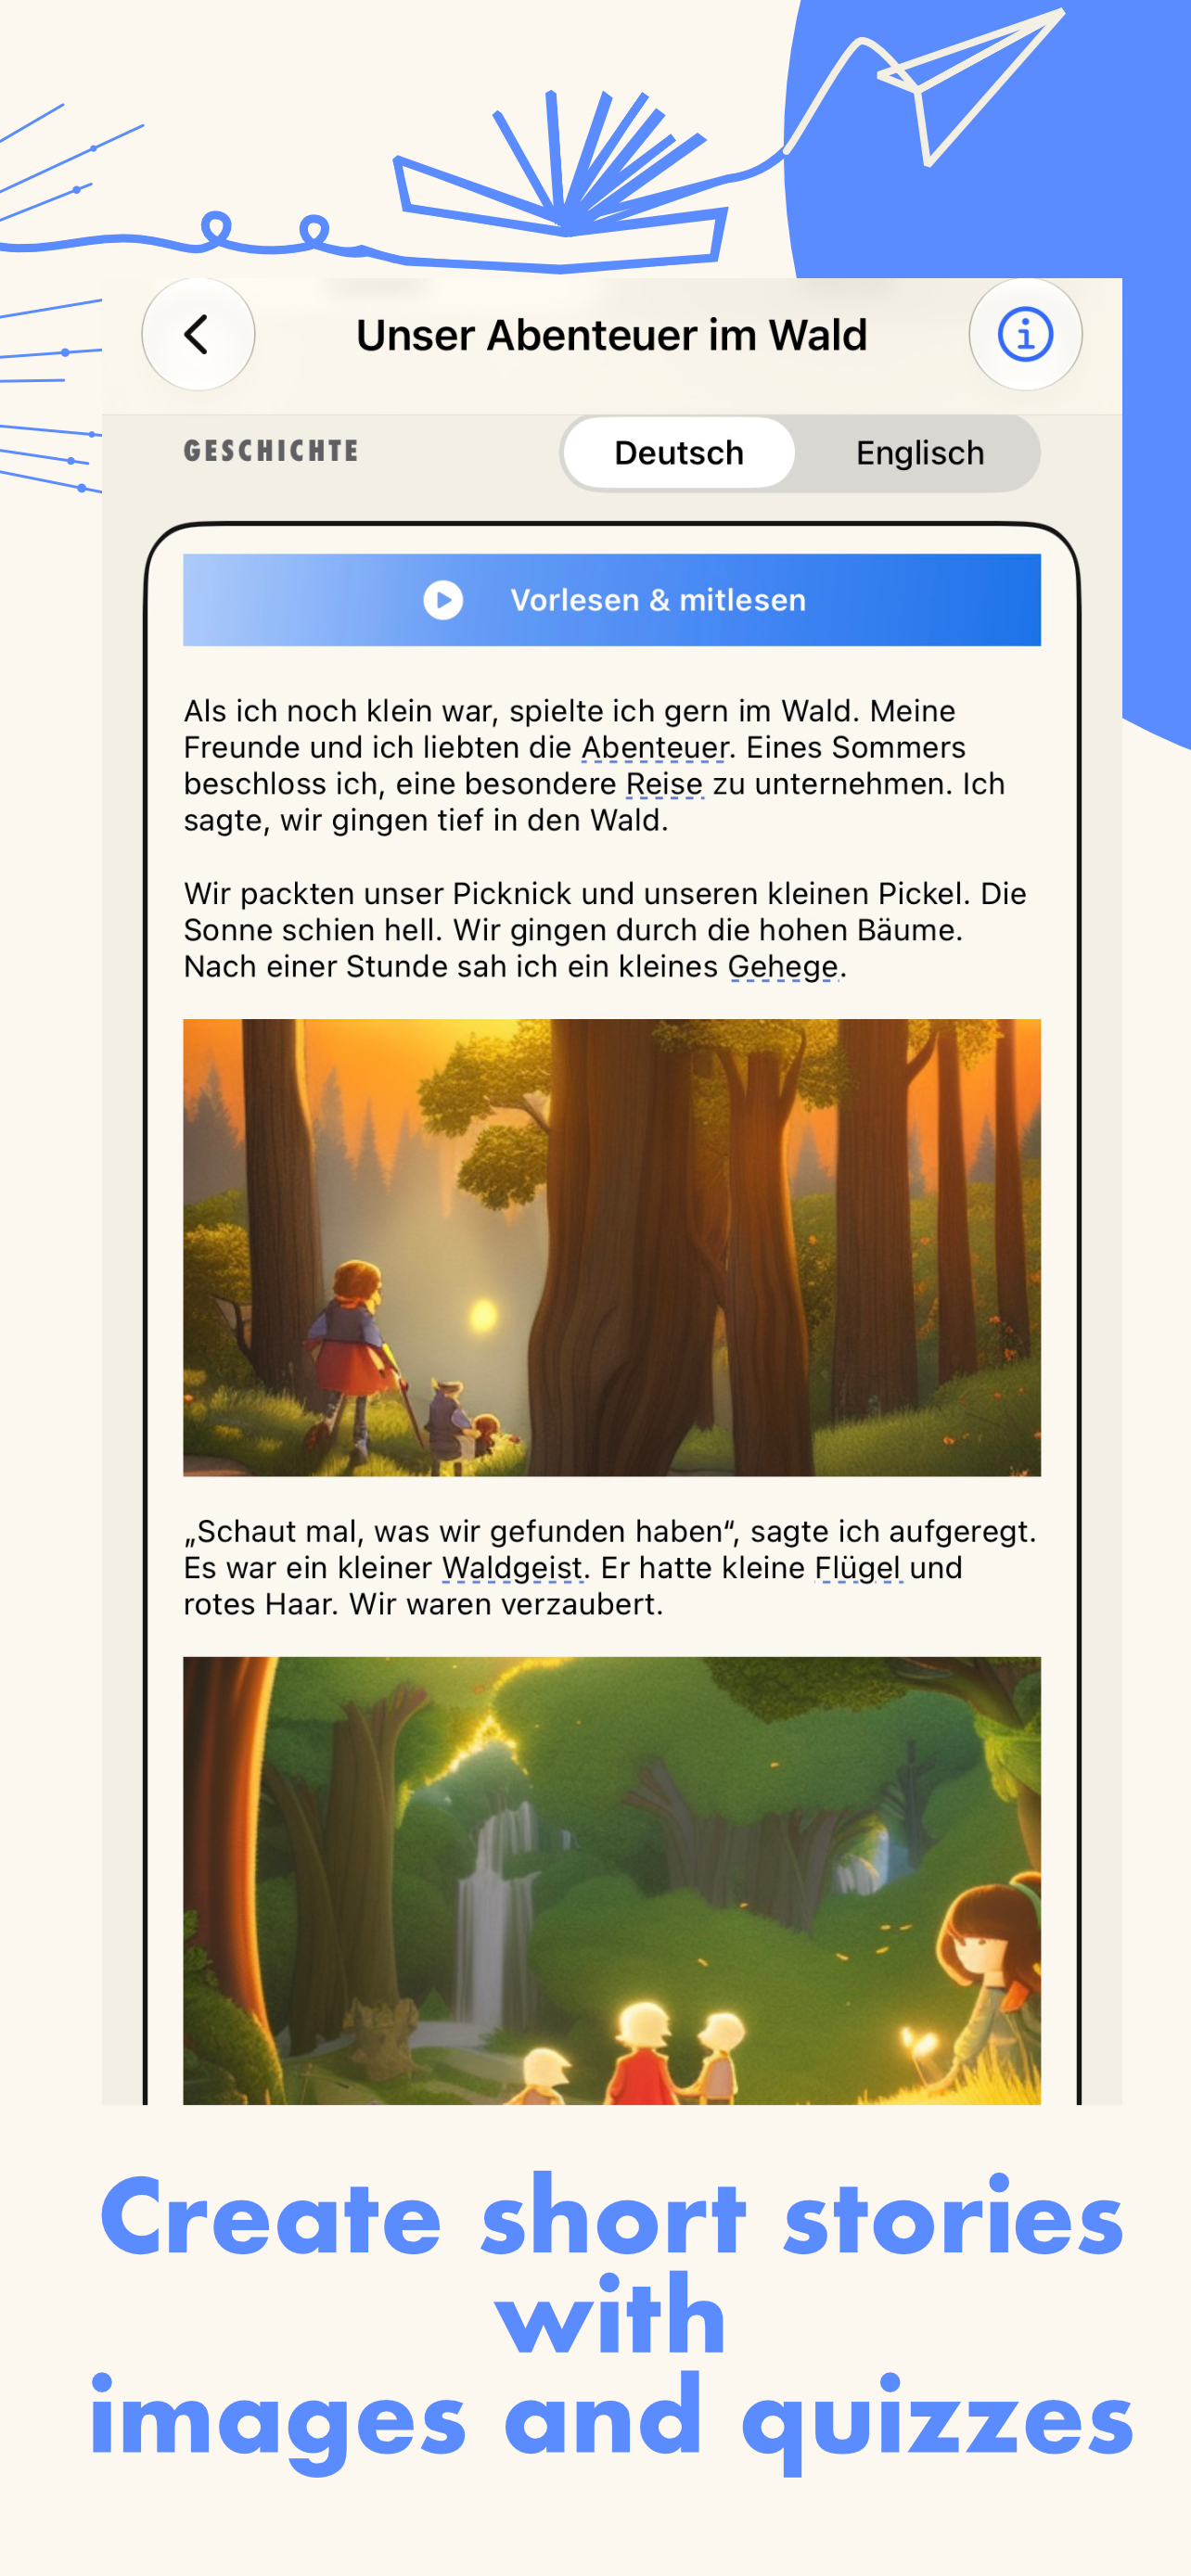 Unser Abenteuer im Wald
GESCHICHTE
Deutsch
Englisch
Vorlesen & mitlesen
Als ich noch klein war, spielte ich gern im Wald. Meine
Freunde und ich liebten die Abenteuer. Eines Sommers
beschloss ich, eine besondere Reise zu unternehmen. Ich
sagte, wir gingen tief in den Wald.
Wir packten unser Picknick und unseren kleinen Pickel. Die
Sonne schien hell. Wir gingen durch die hohen Bäume.
Nach einer Stunde sah ich ein kleines Gehege.
„Schaut mal, was wir gefunden haben“, sagte ich aufgeregt.
Es war ein kleiner Waldgeist. Er hatte kleine Flügel und
rotes Haar. Wir waren verzaubert.
Create short stories
with
images and quizzes